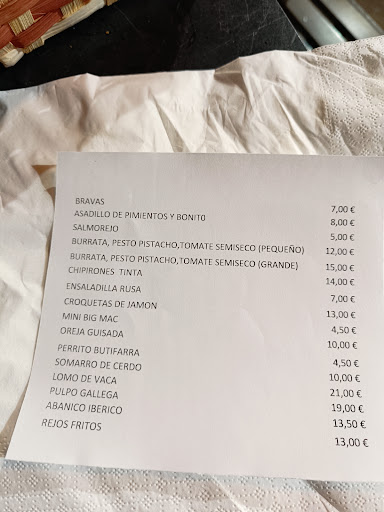 BRAVAS 7,00 €
ASADILLO DE PIMIENTOS Y BONIT0 8,00 €
SALMOREJO 5,00 €
BURRATA, PESTO PISTACHO,TOMATE SEMISECO (PEQUEÑO) 12,00 €
BURRATA, PESTO PISTACHO,TOMATE SEMISECO (GRANDE) 15,00 €
CHIPIRONES TINTA 14,00 €
ENSALADILLA RUSA 7,00 €
CROQUETAS DE JAMON 13,00 €
MINI BIG MAC 4,50 €
OREJA GUISADA 10,00 €
PERRITO BUTIFARRA 4,50 €
SOMARRO DE CERDO 10,00 €
LOMO DE VACA 21,00 €
PULPO GALLEGA 19,00 €
ABANICO IBERICO 13,50 €
REJOS FRITOS 13,00 €